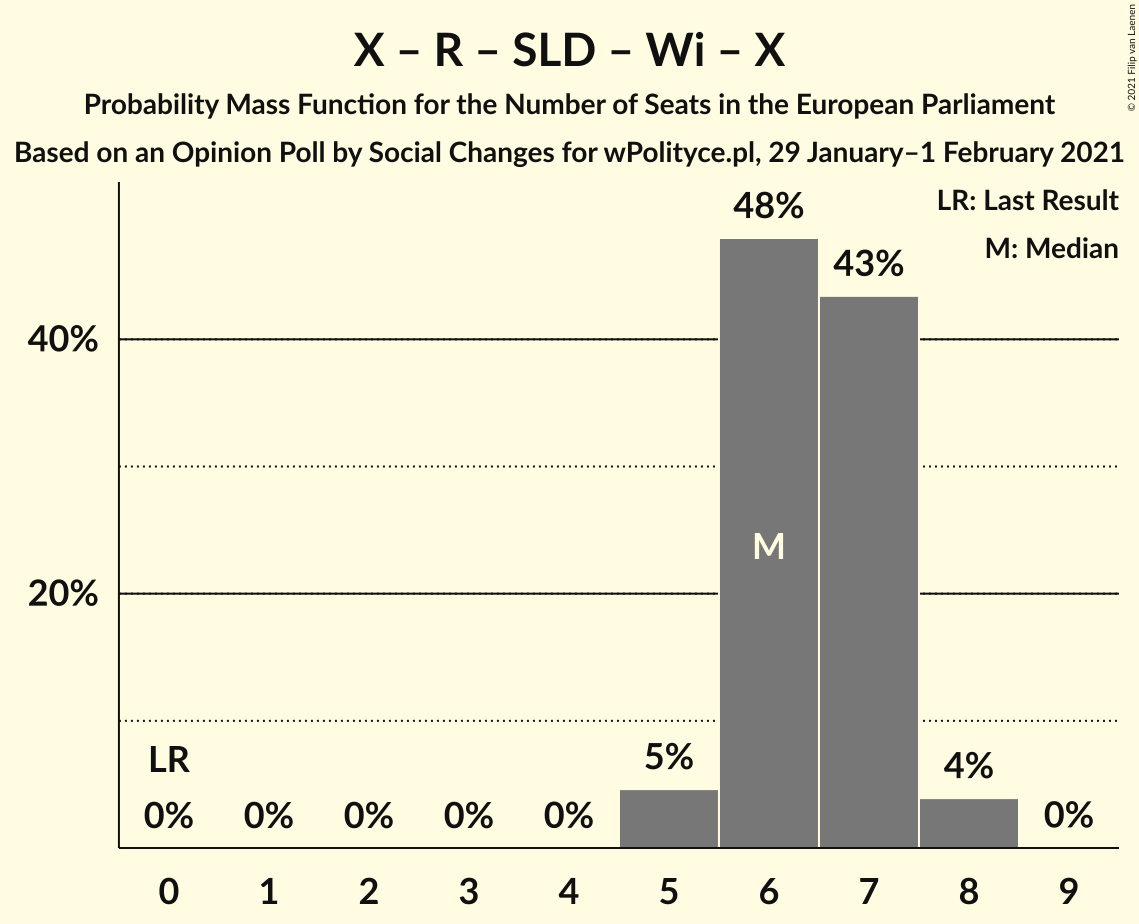 X – R – SLD – Wi – X
Probability Mass Function for the Number of Seats in the European Parliament
Based on an Opinion Poll by Social Changes for wPolityce.pl, 29 January–1 February 2021
© 2021 Filip van Laenen
LR: Last Result
M: Median
48%
43%
40%
M
20%
LR
5%
4%
0%
0%
0%
0%
0%
0%
0
1
2
3
4
5
6
7
8
9